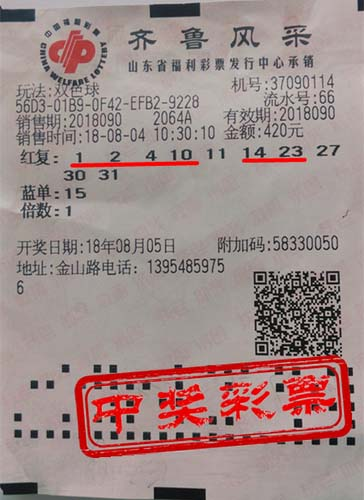 中国福利彩票
CHINA WELFARE LOTTERY
齐鲁风采
山东省福利彩票发行中心承销
玩法:双色球 机号:37090114
56D3-01B9-0F42-EFB2-9228 流水号:66
销售期:2018090 2064A 有效期:2018090
销售时间:18-08-04 10:30:10 金额:420元
红复: 1 2 4 10 11 14 23 27
30 31
蓝单:15
倍数:1
开奖日期:18年08月05日 附加码:58330050
地址:金山路电话:1395485975
6
中奖彩票